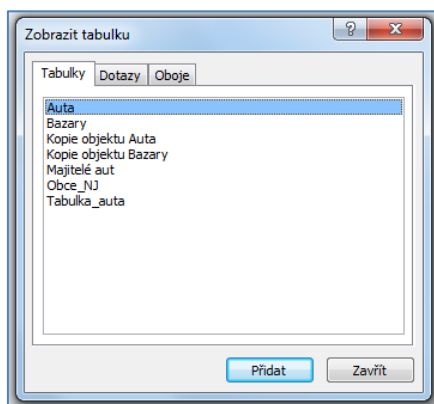 Zobrazit tabulku
Tabulky Dotazy Oboje
Auta
Bazary
Kopie objektu Auta
Kopie objektu Bazary
Majitelé aut
Obce_NJ
Tabulka_auta
Přidat Zavřít